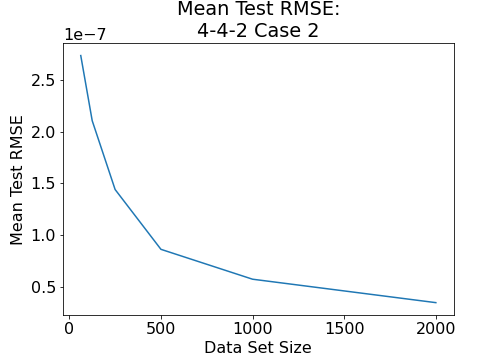 Mean Test RMSE:
4-4-2 Case 2
1e−7
2.5
2.0
1.5
1.0
0.5
Mean Test RMSE
0 500 1000 1500 2000
Data Set Size